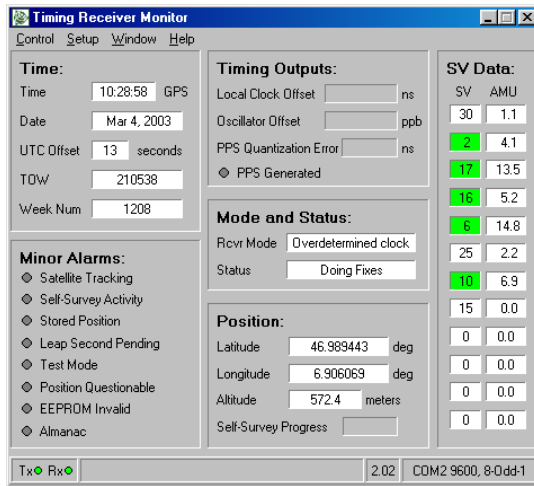 Timing Receiver Monitor
Control Setup Window Help
Time:
Time 10:28:58 GPS
Date Mar 4, 2003
UTC Offset 13 seconds
TOW 210538
Week Num 1208
Minor Alarms:
Satellite Tracking
Self-Survey Activity
Stored Position
Leap Second Pending
Test Mode
Position Questionable
EEPROM Invalid
Almanac
Timing Outputs:
Local Clock Offset ns
Oscillator Offset ppb
PPS Quantization Error ns
PPS Generated
Mode and Status:
Rcvr Mode Overdetermined clock
Status Doing Fixes
Position:
Latitude 46.989443 deg
Longitude 6.906069 deg
Altitude 572.4 meters
Self-Survey Progress
SV Data:
SV AMU
30 1.1
2 4.1
17 13.5
16 5.2
6 14.8
25 2.2
10 6.9
15 0.0
0 0.0
0 0.0
0 0.0
0 0.0
Tx Rx 2.02 COM2 9600, 8-Odd-1